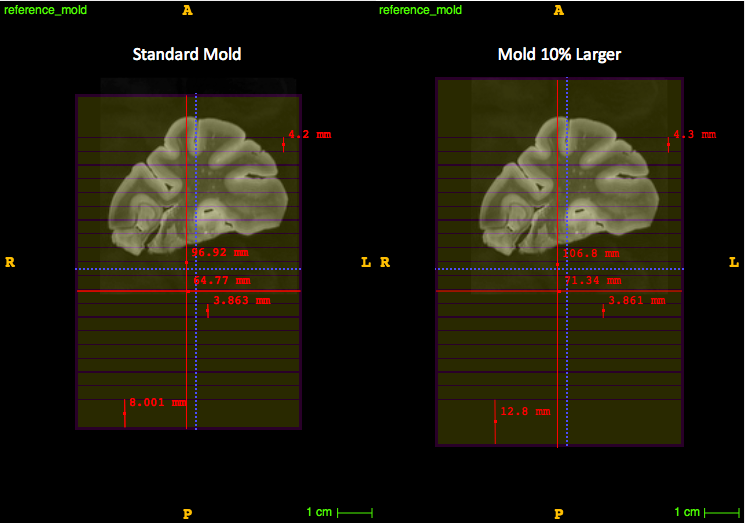 reference_mold
A
reference_mold
A
Standard Mold
Mold 10% Larger
4.2 mm
4.3 mm
96.92 mm
106.8 mm
R
L
R
L
64.77 mm
71.34 mm
3.863 mm
3.861 mm
8.001 mm
12.8 mm
P
1 cm
P
1 cm